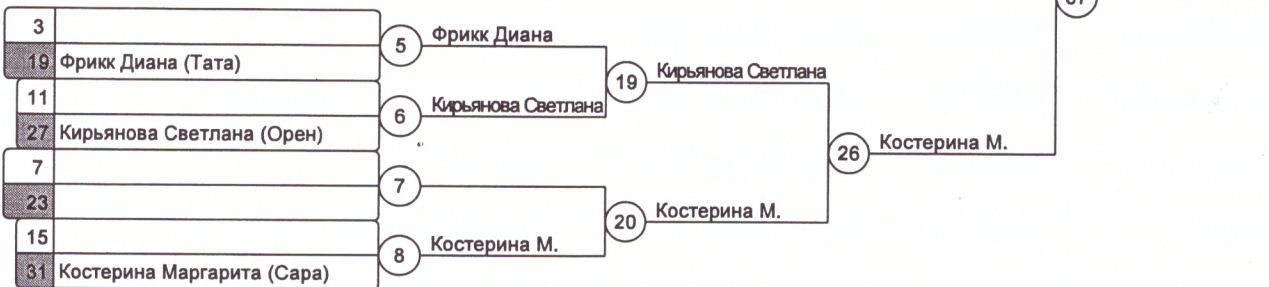 37
3
5 Фрикк Диана
19 Фрикк Диана (Тата)
19 Кирьянова Светлана
11
6 Кирьянова Светлана
27 Кирьянова Светлана (Орен)
26 Костерина М.
7
7
23
20 Костерина М.
15
8 Костерина М.
31 Костерина Маргарита (Сара)